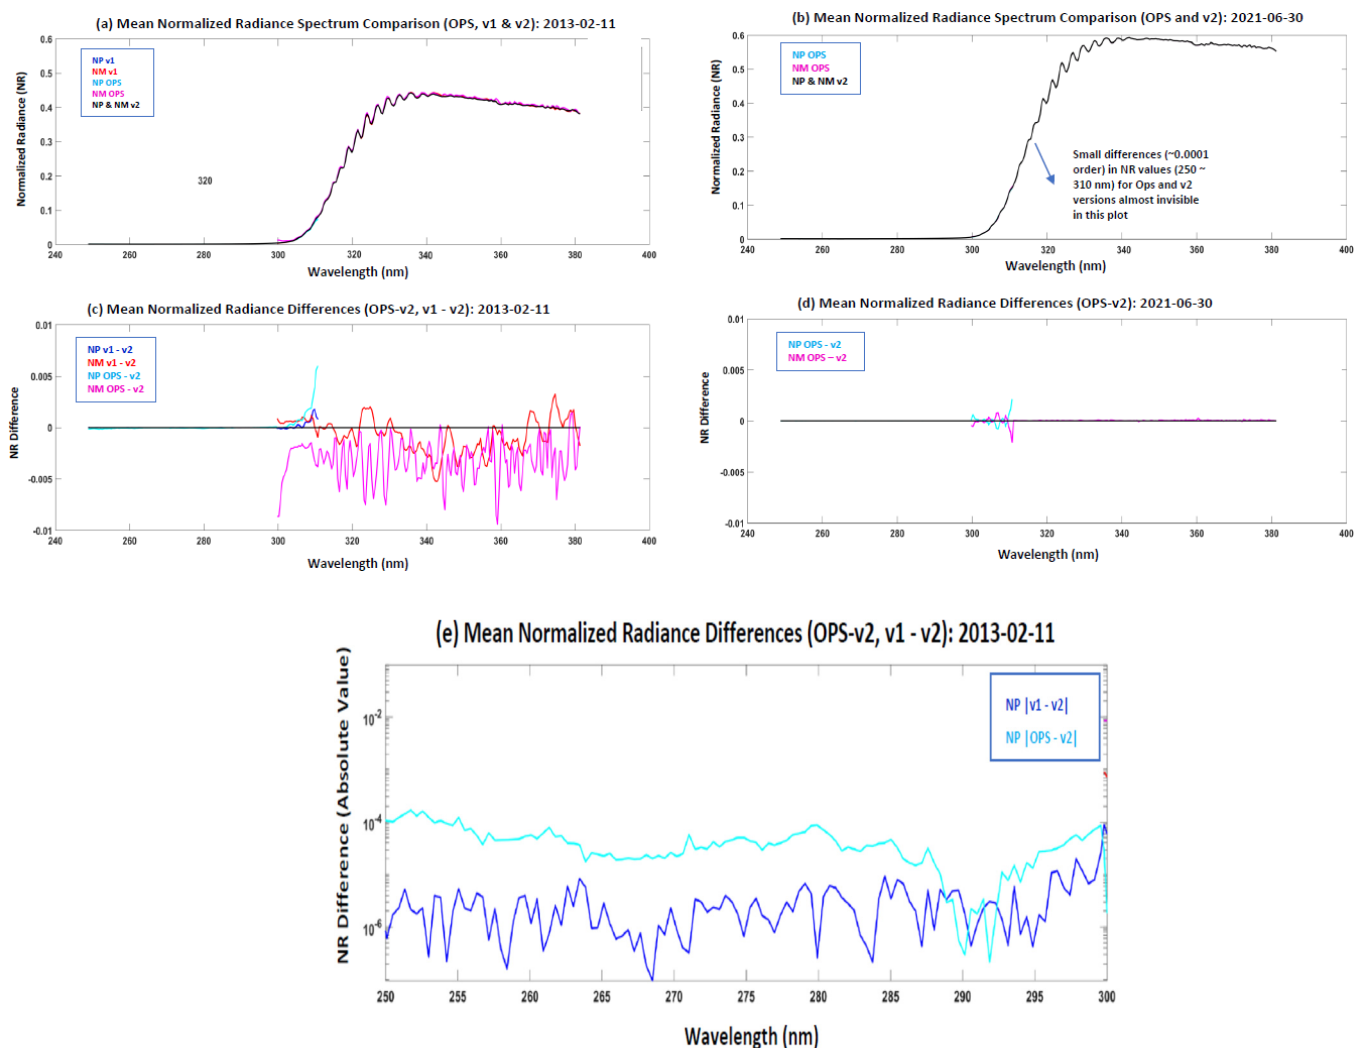 (a) Mean Normalized Radiance Spectrum Comparison (OPS, v1 & v2): 2013-02-11
Normalized Radiance (NR)
0.6
0.5
0.4
0.3
0.2
0.1
0
NP v1
NM v1
NP OPS
NM OPS
NP & NM v2
320
240 260 280 300 320 340 360 380 400
Wavelength (nm)
(b) Mean Normalized Radiance Spectrum Comparison (OPS and v2): 2021-06-30
Normalized Radiance (NR)
0.6
0.5
0.4
0.3
0.2
0.1
0
NP OPS
NM OPS
NP & NM v2
Small differences (~0.0001
order) in NR values (250 ~
310 nm) for Ops and v2
versions almost invisible
in this plot
240 260 280 300 320 340 360 380 400
Wavelength (nm)
(c) Mean Normalized Radiance Differences (OPS-v2, v1 - v2): 2013-02-11
NR Difference
0.01
0.005
0
-0.005
-0.01
NP v1 - v2
NM v1 - v2
NP OPS - v2
NM OPS - v2
240 260 280 300 320 340 360 380 400
Wavelength (nm)
(d) Mean Normalized Radiance Differences (OPS-v2): 2021-06-30
NR Difference
0.01
0.005
0
-0.005
-0.01
NP OPS - v2
NM OPS – v2
240 260 280 300 320 340 360 380 400
Wavelength (nm)
(e) Mean Normalized Radiance Differences (OPS-v2, v1 - v2): 2013-02-11
NR Difference (Absolute Value)
10-2
10-4
10-6
NP |v1 - v2|
NP |OPS - v2|
250 255 260 265 270 275 280 285 290 295 300
Wavelength (nm)